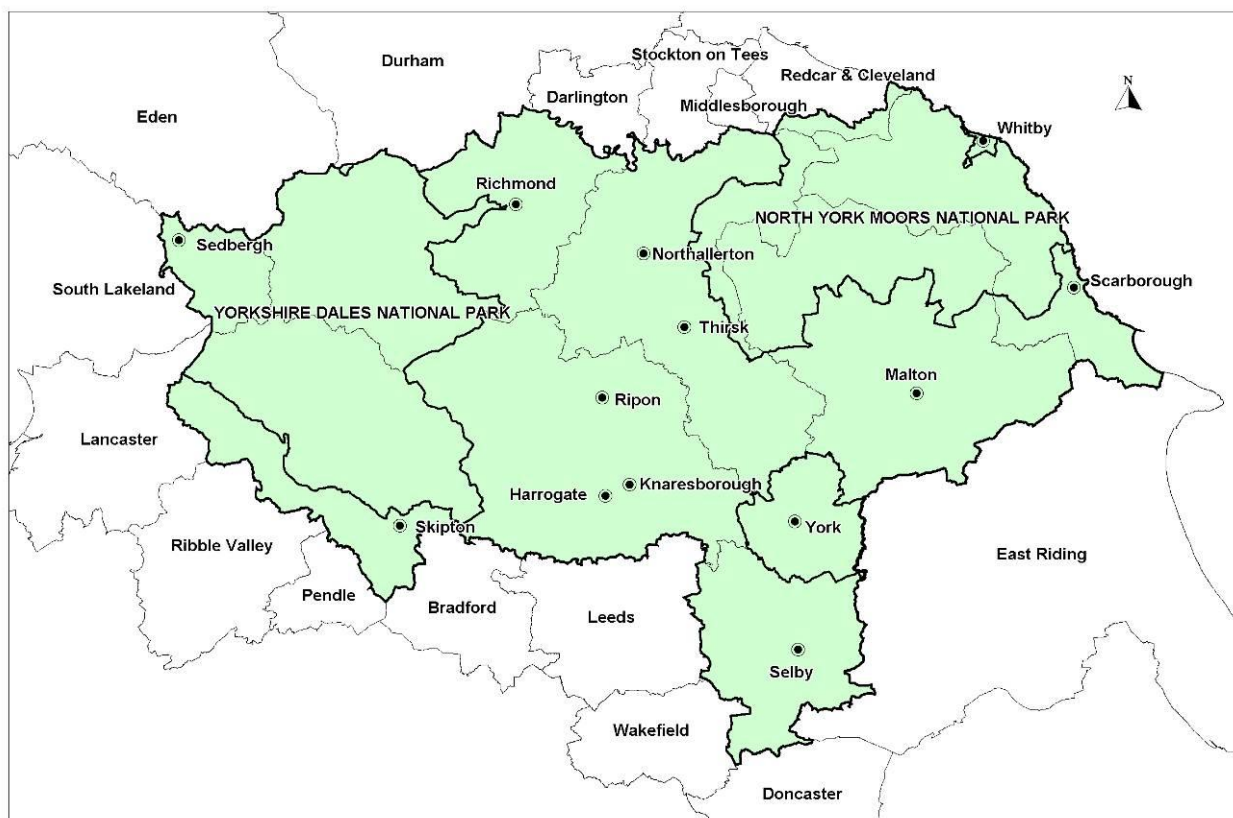 Stockton on Tees
Durham
Redcar & Cleveland
Darlington
Middlesborough
N
Eden
Whitby
Richmond
NORTH YORK MOORS NATIONAL PARK
Sedbergh
Northallerton
Scarborough
South Lakeland
YORKSHIRE DALES NATIONAL PARK
Thirsk
Malton
Ripon
Lancaster
Knaresborough
Harrogate
Skipton
York
Ribble Valley
East Riding
Pendle
Bradford
Leeds
Selby
Wakefield
Doncaster